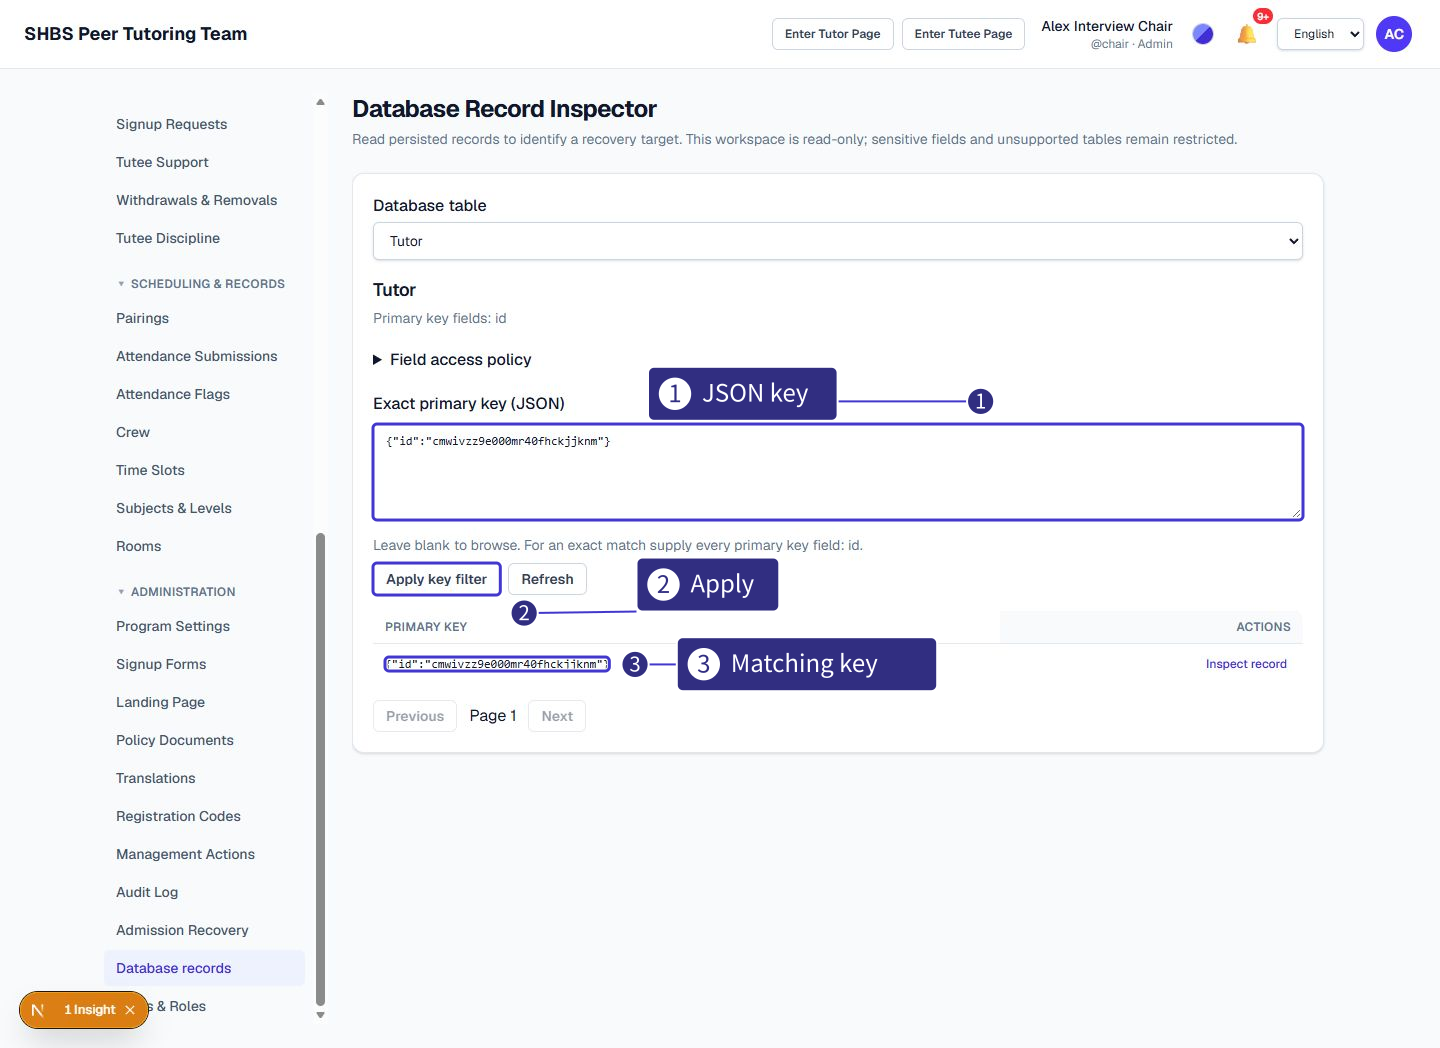 SHBS Peer Tutoring Team
Enter Tutor Page
Enter Tutee Page
Alex Interview Chair
@chair · Admin
9+
English
AC
Signup Requests
Tutee Support
Withdrawals & Removals
Tutee Discipline
SCHEDULING & RECORDS
Pairings
Attendance Submissions
Attendance Flags
Crew
Time Slots
Subjects & Levels
Rooms
ADMINISTRATION
Program Settings
Signup Forms
Landing Page
Policy Documents
Translations
Registration Codes
Management Actions
Audit Log
Admission Recovery
Database records
s & Roles
N 1 Insight
Database Record Inspector
Read persisted records to identify a recovery target. This workspace is read-only; sensitive fields and unsupported tables remain restricted.
Database table
Tutor
Tutor
Primary key fields: id
Field access policy
1 JSON key
1
Exact primary key (JSON)
{"id":"cmwivzz9e000mr40fhckjjknm"}
Leave blank to browse. For an exact match supply every primary key field: id.
Apply key filter
Refresh
2 Apply
2
PRIMARY KEY
ACTIONS
{"id":"cmwivzz9e000mr40fhckjjknm"}
3
3 Matching key
Inspect record
Previous
Page 1
Next